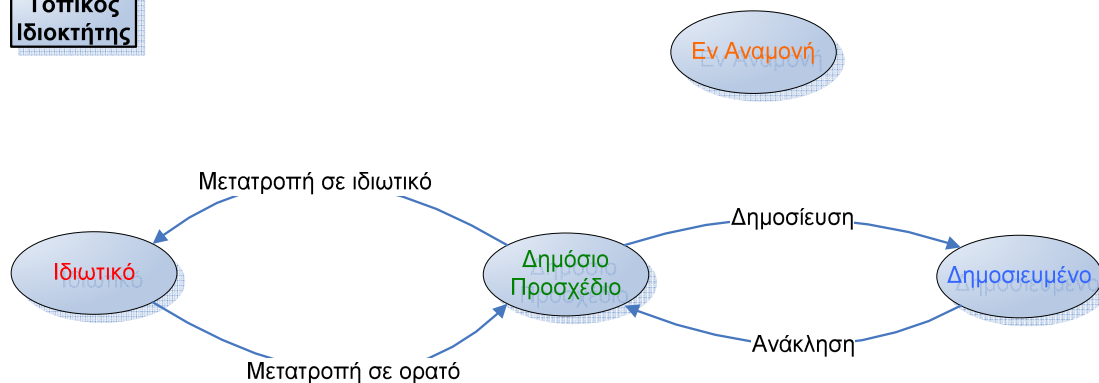 Τοπικός
Ιδιοκτήτης
Εν Αναμονή
Μετατροπή σε ιδιωτικό
Δημοσίευση
Ιδιωτικό
Δημόσιο
Προσχέδιο
Δημοσιευμένο
Ανάκληση
Μετατροπή σε ορατό